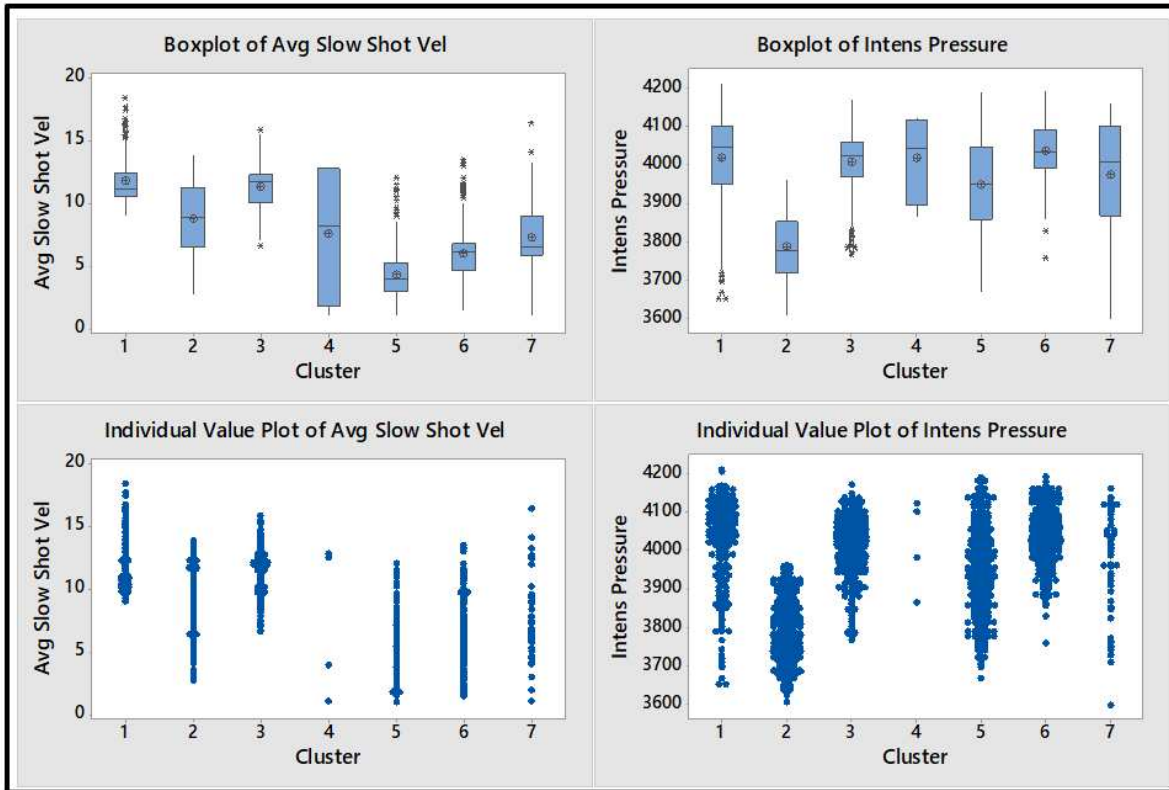 Boxplot of Avg Slow Shot Vel
Avg Slow Shot Vel
20
15
10
5
0
1 2 3 4 5 6 7
Cluster
Boxplot of Intens Pressure
Intens Pressure
4200
4100
4000
3900
3800
3700
3600
1 2 3 4 5 6 7
Cluster
Individual Value Plot of Avg Slow Shot Vel
Avg Slow Shot Vel
20
15
10
5
0
1 2 3 4 5 6 7
Cluster
Individual Value Plot of Intens Pressure
Intens Pressure
4200
4100
4000
3900
3800
3700
3600
1 2 3 4 5 6 7
Cluster